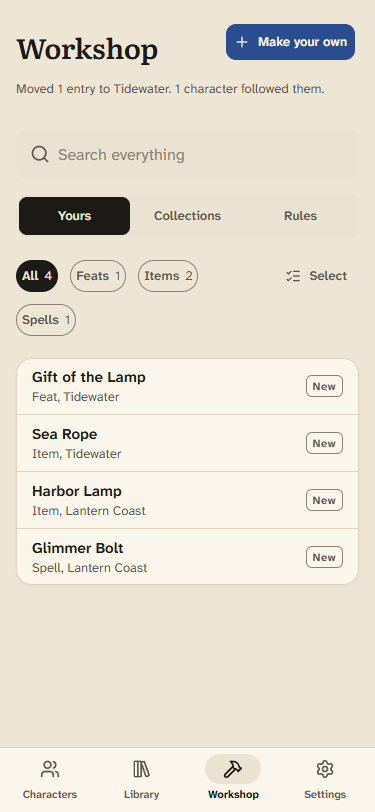 Workshop
Make your own
Moved 1 entry to Tidewater. 1 character followed them.
Search everything
Yours
Collections
Rules
All 4
Feats 1
Items 2
Select
Spells 1
Gift of the Lamp
Feat, Tidewater
New
Sea Rope
Item, Tidewater
New
Harbor Lamp
Item, Lantern Coast
New
Glimmer Bolt
Spell, Lantern Coast
New
Characters
Library
Workshop
Settings